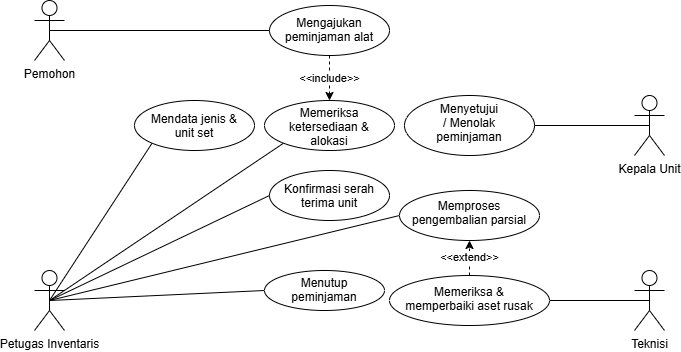 Mengajukan
peminjaman alat
Pemohon
<<include>>
Mendata jenis &
unit set
Memeriksa
ketersediaan &
alokasi
Menyetujui
/ Menolak
peminjaman
Kepala Unit
Konfirmasi serah
terima unit
Memproses
pengembalian parsial
<<extend>>
Menutup
peminjaman
Memeriksa &
memperbaiki aset rusak
Petugas Inventaris
Teknisi